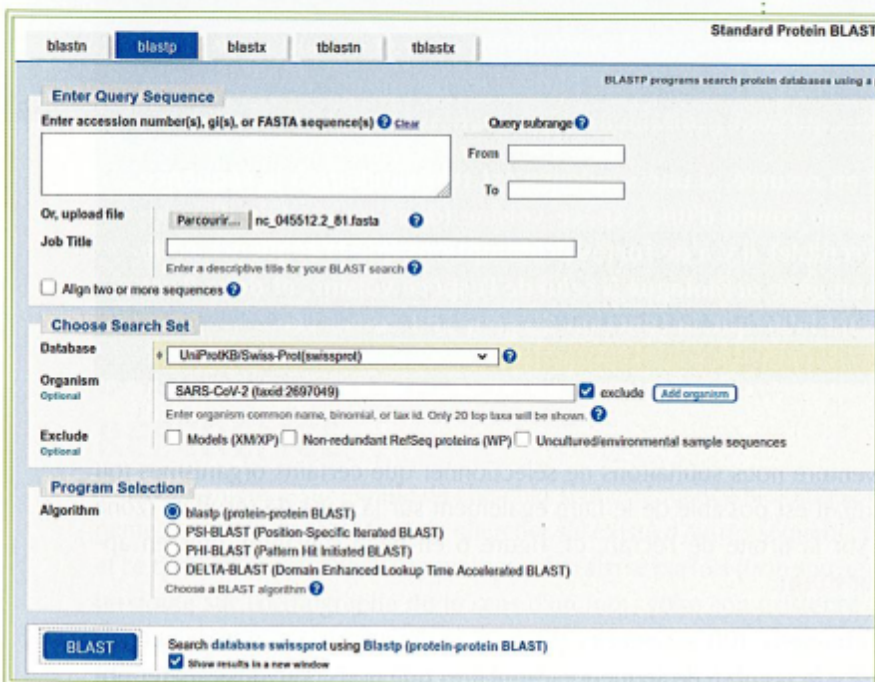 Standard Protein BLAST
blastn blastp blastx tblastn tblastx
BLASTP programs search protein databases using a
Enter Query Sequence
Enter accession number(s), gi(s), or FASTA sequence(s) Clear Query subrange
From
To
Or, upload file Parcourir... nc_045512.2_81.fasta
Job Title
Enter a descriptive title for your BLAST search
Align two or more sequences
Choose Search Set
Database UniProtKB/Swiss-Prot(swissprot)
Organism SARS-CoV-2 (taxid:2697049) exclude Add organism
Optional
Enter organism common name, binomial, or tax id. Only 20 top taxa will be shown.
Exclude Models (XM/XP) Non-redundant RefSeq proteins (WP) Uncultured/environmental sample sequences
Optional
Program Selection
Algorithm blastp (protein-protein BLAST)
PSI-BLAST (Position-Specific Iterated BLAST)
PHI-BLAST (Pattern Hit Initiated BLAST)
DELTA-BLAST (Domain Enhanced Lookup Time Accelerated BLAST)
Choose a BLAST algorithm
BLAST Search database swissprot using Blastp (protein-protein BLAST)
Show results in a new window